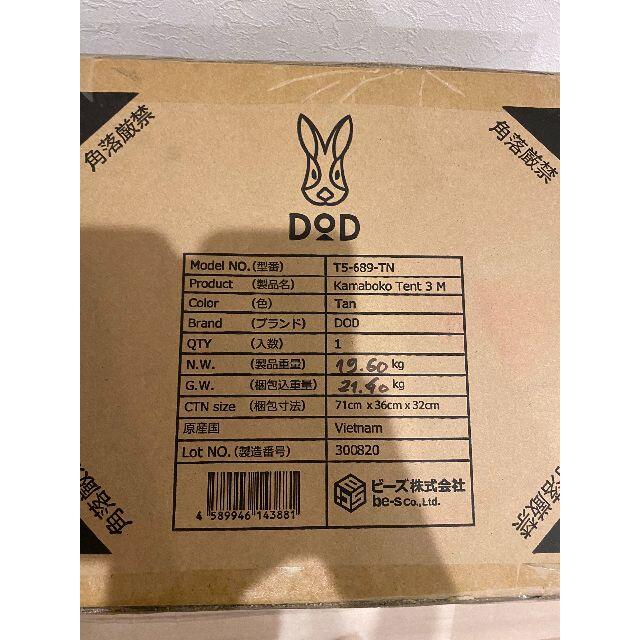 角落厳禁
角落厳禁
DOD
Model NO.(型番) T5-689-TN
Product (製品名) Kamaboko Tent 3 M
Color (色) Tan
Brand (ブランド) DOD
QTY (入数) 1
N.W. (製品重量) 19.60 kg
G.W. (梱包込重量) 21.40 kg
CTN size (梱包寸法) 71cm x 36cm x 32cm
原産国 Vietnam
Lot NO.(製造番号) 300820
4 589946 143881
ビーズ株式会社
be-s Co.,Ltd.
角落厳禁
角落厳禁